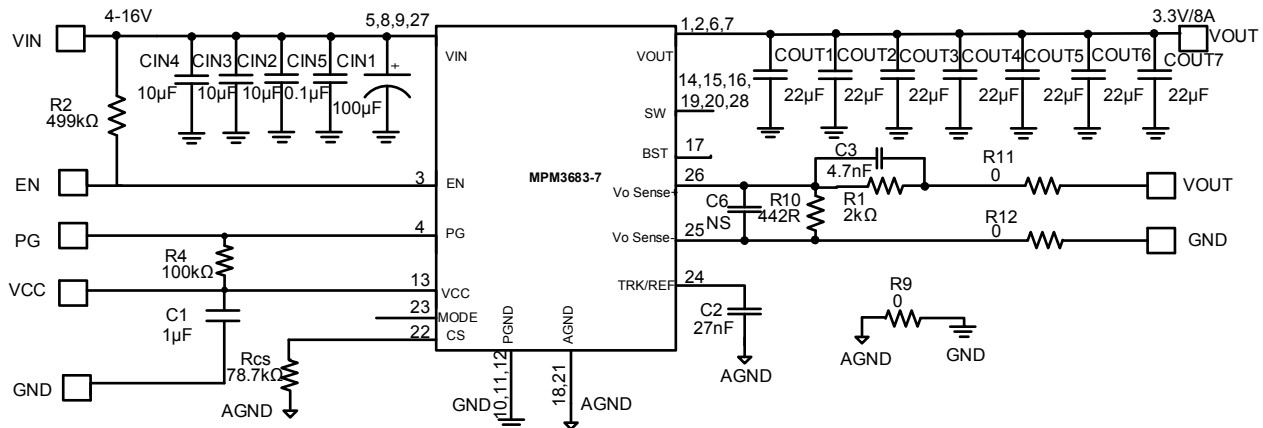 4-16V
5,8,9,27
1,2,6,7
3.3V/8A
VIN
VOUT
CIN4
CIN3
CIN2
CIN5
CIN1
+
10µF
10µF
10µF
0.1µF
100µF
VIN
VOUT
COUT1
COUT2
COUT3
COUT4
COUT5
COUT6
COUT7
22µF
22µF
22µF
22µF
22µF
22µF
22µF
14,15,16,
19,20,28
SW
R2
499kΩ
17
BST
C3
4.7nF
R11
0
EN
3
EN
MPM3683-7
26
Vo Sense+
C6
NS
R10
442R
R1
2kΩ
VOUT
PG
4
PG
25
Vo Sense-
R12
0
GND
R4
100kΩ
VCC
13
VCC
24
TRK/REF
C2
27nF
R9
0
C1
1µF
23
MODE
22
CS
PGND
AGND
AGND
GND
AGND
Rcs
78.7kΩ
GND
AGND
GND
10,11,12
18,21
AGND